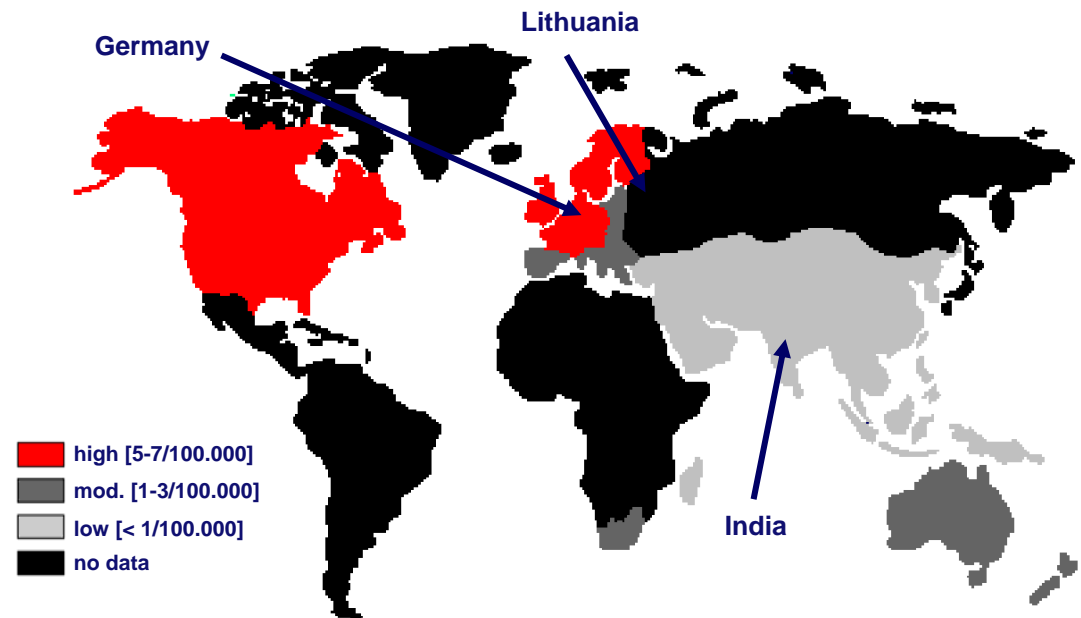 Lithuania
Germany
high [5-7/100.000]
mod. [1-3/100.000]
low [< 1/100.000]
no data
India